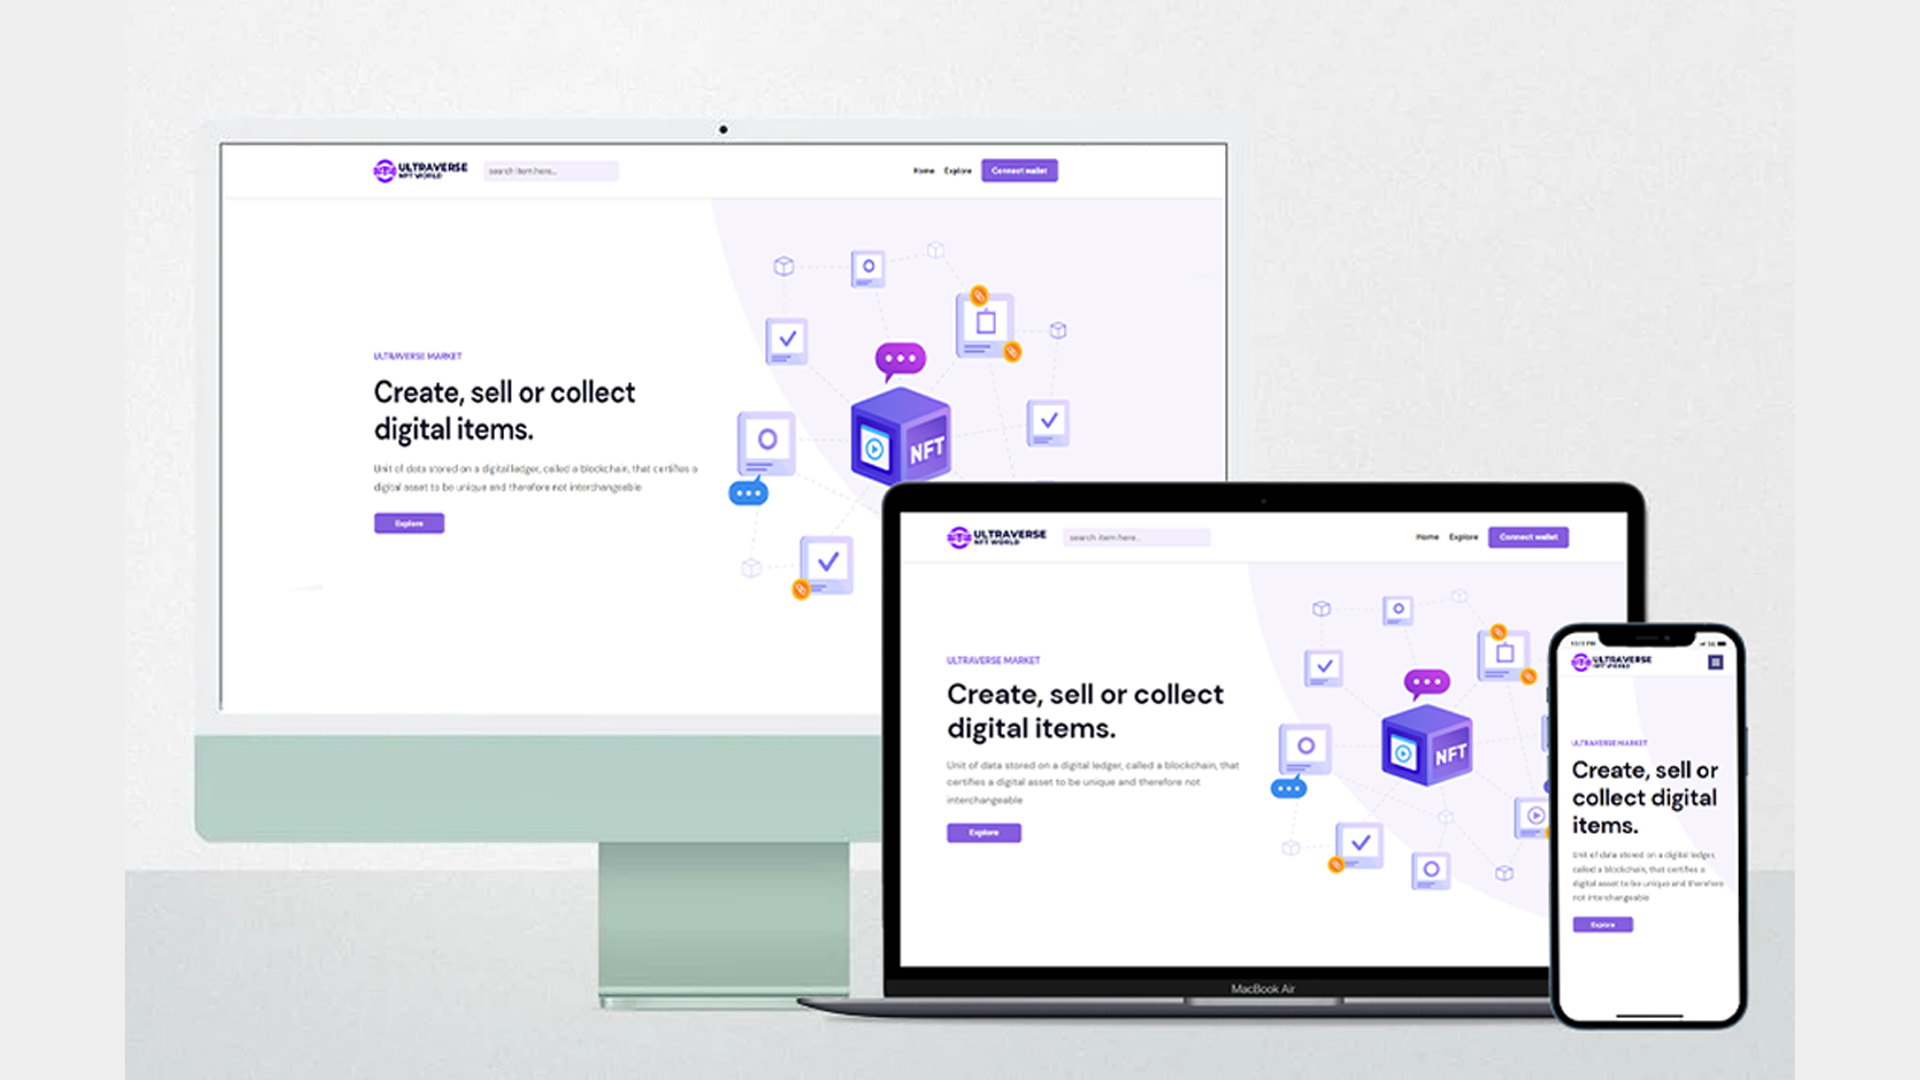 ULTRAVERSE
NFT WORLD
search item here...
Home Explore Connect wallet
ULTRAVERSE MARKET
Create, sell or collect
digital items.
Unit of data stored on a digital ledger, called a blockchain, that certifies a
digital asset to be unique and therefore not interchangeable
Explore
NFT
ULTRAVERSE
NFT WORLD
search item here...
Home Explore Connect wallet
ULTRAVERSE MARKET
Create, sell or collect
digital items.
Unit of data stored on a digital ledger, called a blockchain, that
certifies a digital asset to be unique and therefore not
interchangeable
Explore
NFT
MacBook Air
ULTRAVERSE
NFT WORLD
ULTRAVERSE MARKET
Create, sell or
collect digital
items.
Unit of data stored on a digital ledger,
called a blockchain, that certifies a
digital asset to be unique and therefore
not interchangeable
Explore